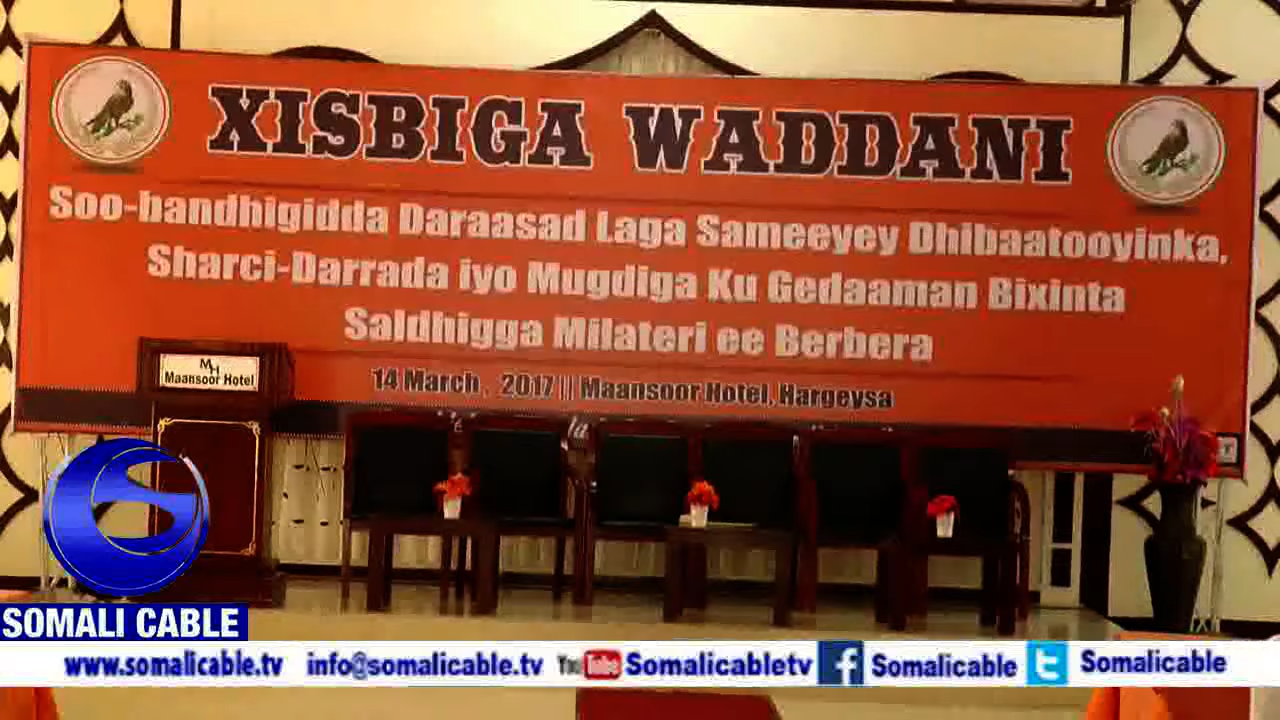 XISBIGA WADDANI
Soo-bandhigidda Daraasad Laga Sameeyey Dhibaatooyinka,
Sharci-Darrada iyo Mugdiga Ku Gedaaman Bixinta
Saldhigga Milateri ee Berbera
14 March, 2017 || Maansoor Hotel, Hargeysa
MH
Maansoor Hotel
SOMALI CABLE
www.somalicable.tv info@somalicable.tv YouTube Somalicabletv f Somalicable t Somalicable